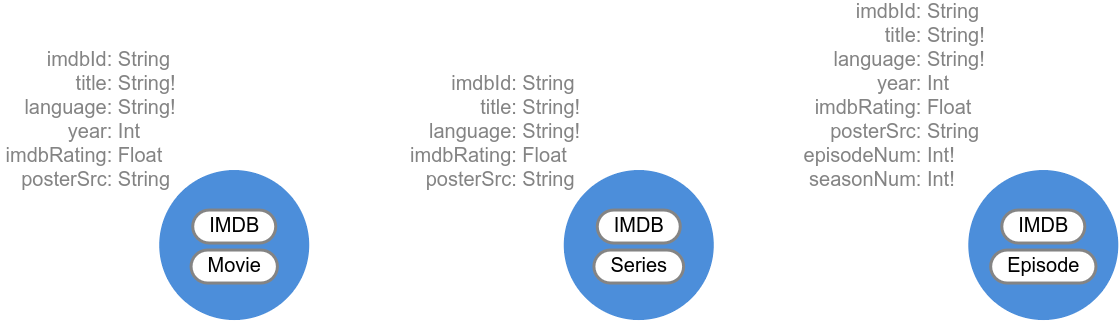 imdbId: String
title: String!
language: String!
year: Int
imdbRating: Float
posterSrc: String
IMDB
Movie
imdbId: String
title: String!
language: String!
imdbRating: Float
posterSrc: String
IMDB
Series
imdbId: String
title: String!
language: String!
year: Int
imdbRating: Float
posterSrc: String
episodeNum: Int!
seasonNum: Int!
IMDB
Episode